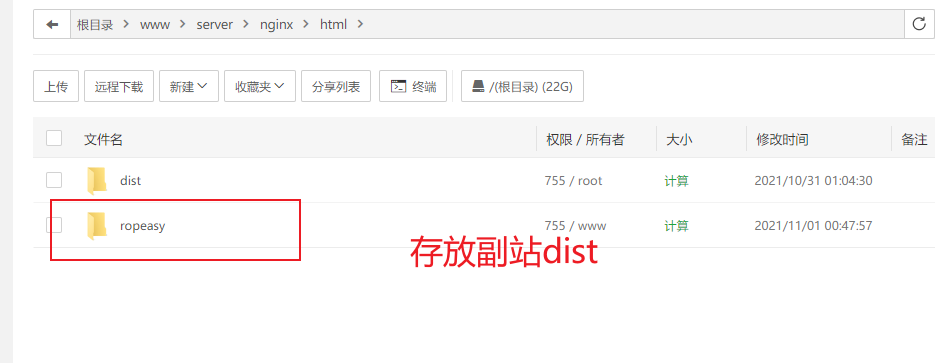 根目录 > www > server > nginx > html >
上传 远程下载 新建 收藏夹 分享列表 终端 /(根目录) (22G)
文件名 权限 / 所有者 大小 修改时间 备注
dist 755 / root 计算 2021/10/31 01:04:30
ropeasy 755 / www 计算 2021/11/01 00:47:57
存放副站dist